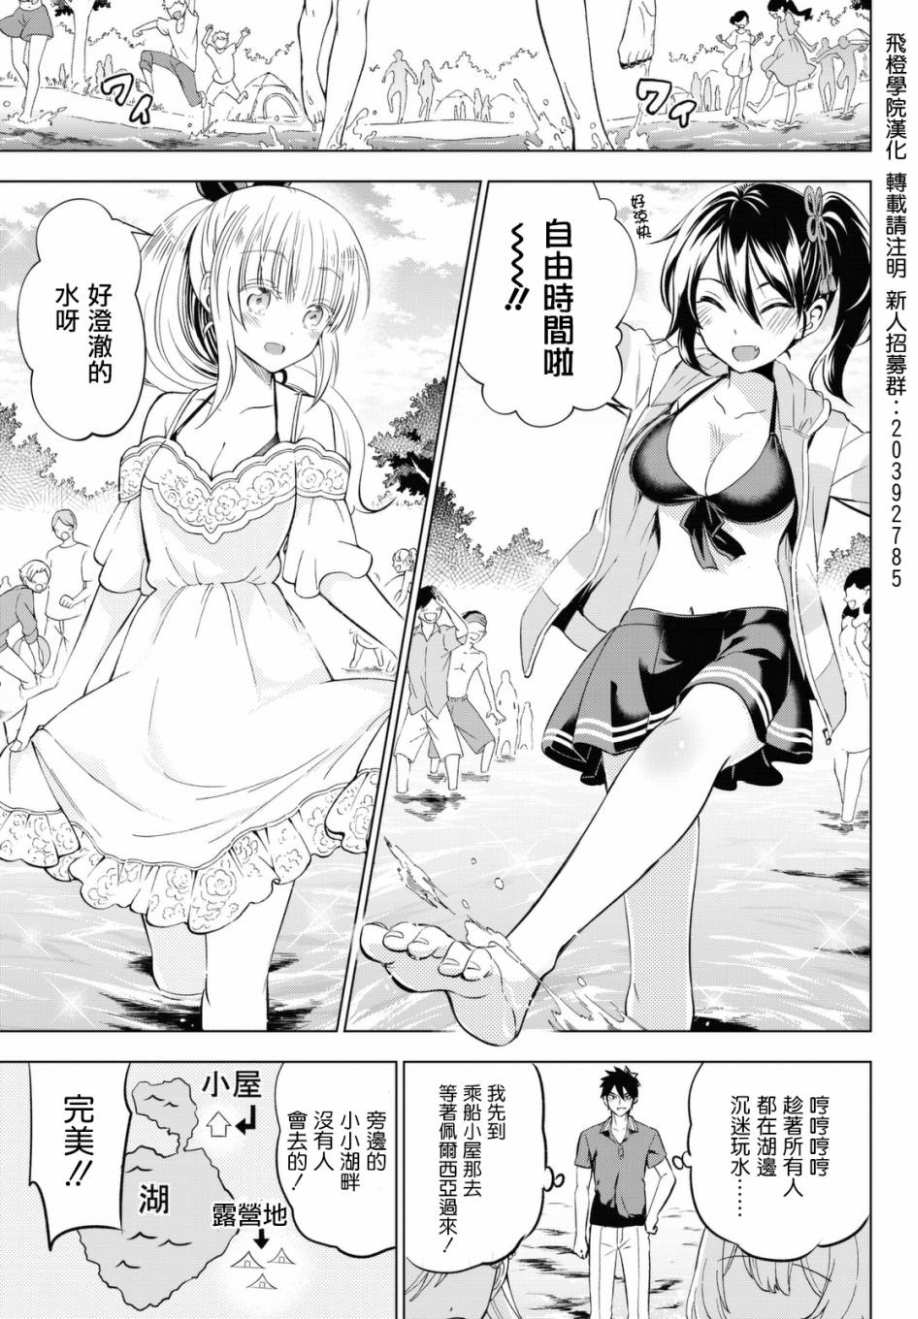 飛橙學院漢化 轉載請注明 新人招募群：20392785
ワイ
ワイ
好涼快
自由時間啦
～～～!!
好澄澈的
水呀
哼哼哼哼
趁著所有人
都在湖邊
沉迷玩水
……
我先到
乘船小屋那去
等著佩爾西亞過來！
旁邊的
小小湖畔
沒有人
會去的！
小屋
湖
露營地
完美!!